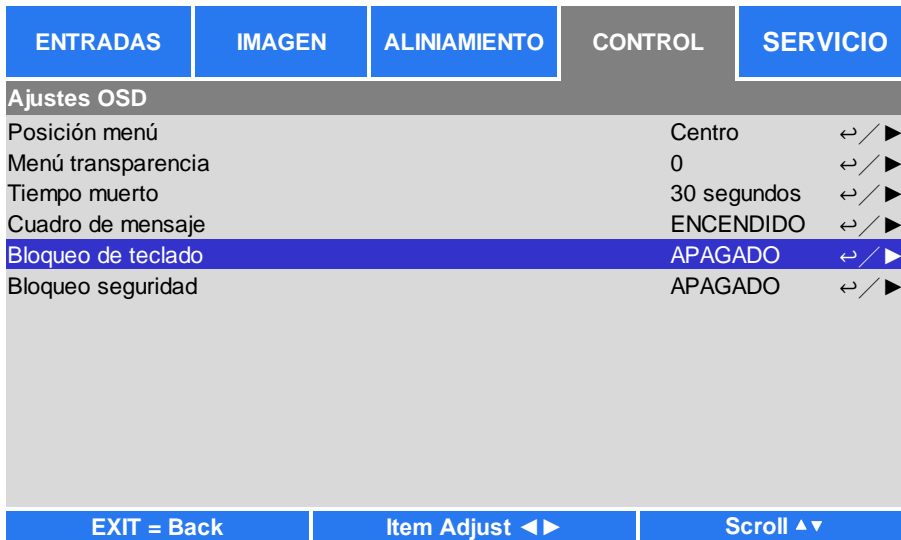 ENTRADAS IMAGEN ALINIAMIENTO CONTROL SERVICIO
Ajustes OSD
Posición menú Centro ↩/►
Menú transparencia 0 ↩/►
Tiempo muerto 30 segundos ↩/►
Cuadro de mensaje ENCENDIDO ↩/►
Bloqueo de teclado APAGADO ↩/►
Bloqueo seguridad APAGADO ↩/►
EXIT = Back Item Adjust ◄► Scroll ▲▼